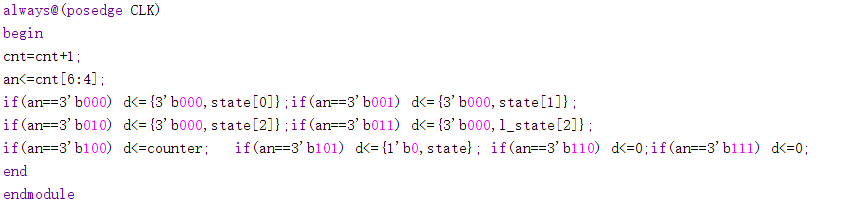 always@(posedge CLK)
begin
cnt=cnt+1;
an<=cnt[6:4];
if(an==3'b000) d<={3'b000,state[0]};if(an==3'b001) d<={3'b000,state[1]};
if(an==3'b010) d<={3'b000,state[2]};if(an==3'b011) d<={3'b000,l_state[2]};
if(an==3'b100) d<=counter;   if(an==3'b101) d<={1'b0,state}; if(an==3'b110) d<=0;if(an==3'b111) d<=0;
end
endmodule